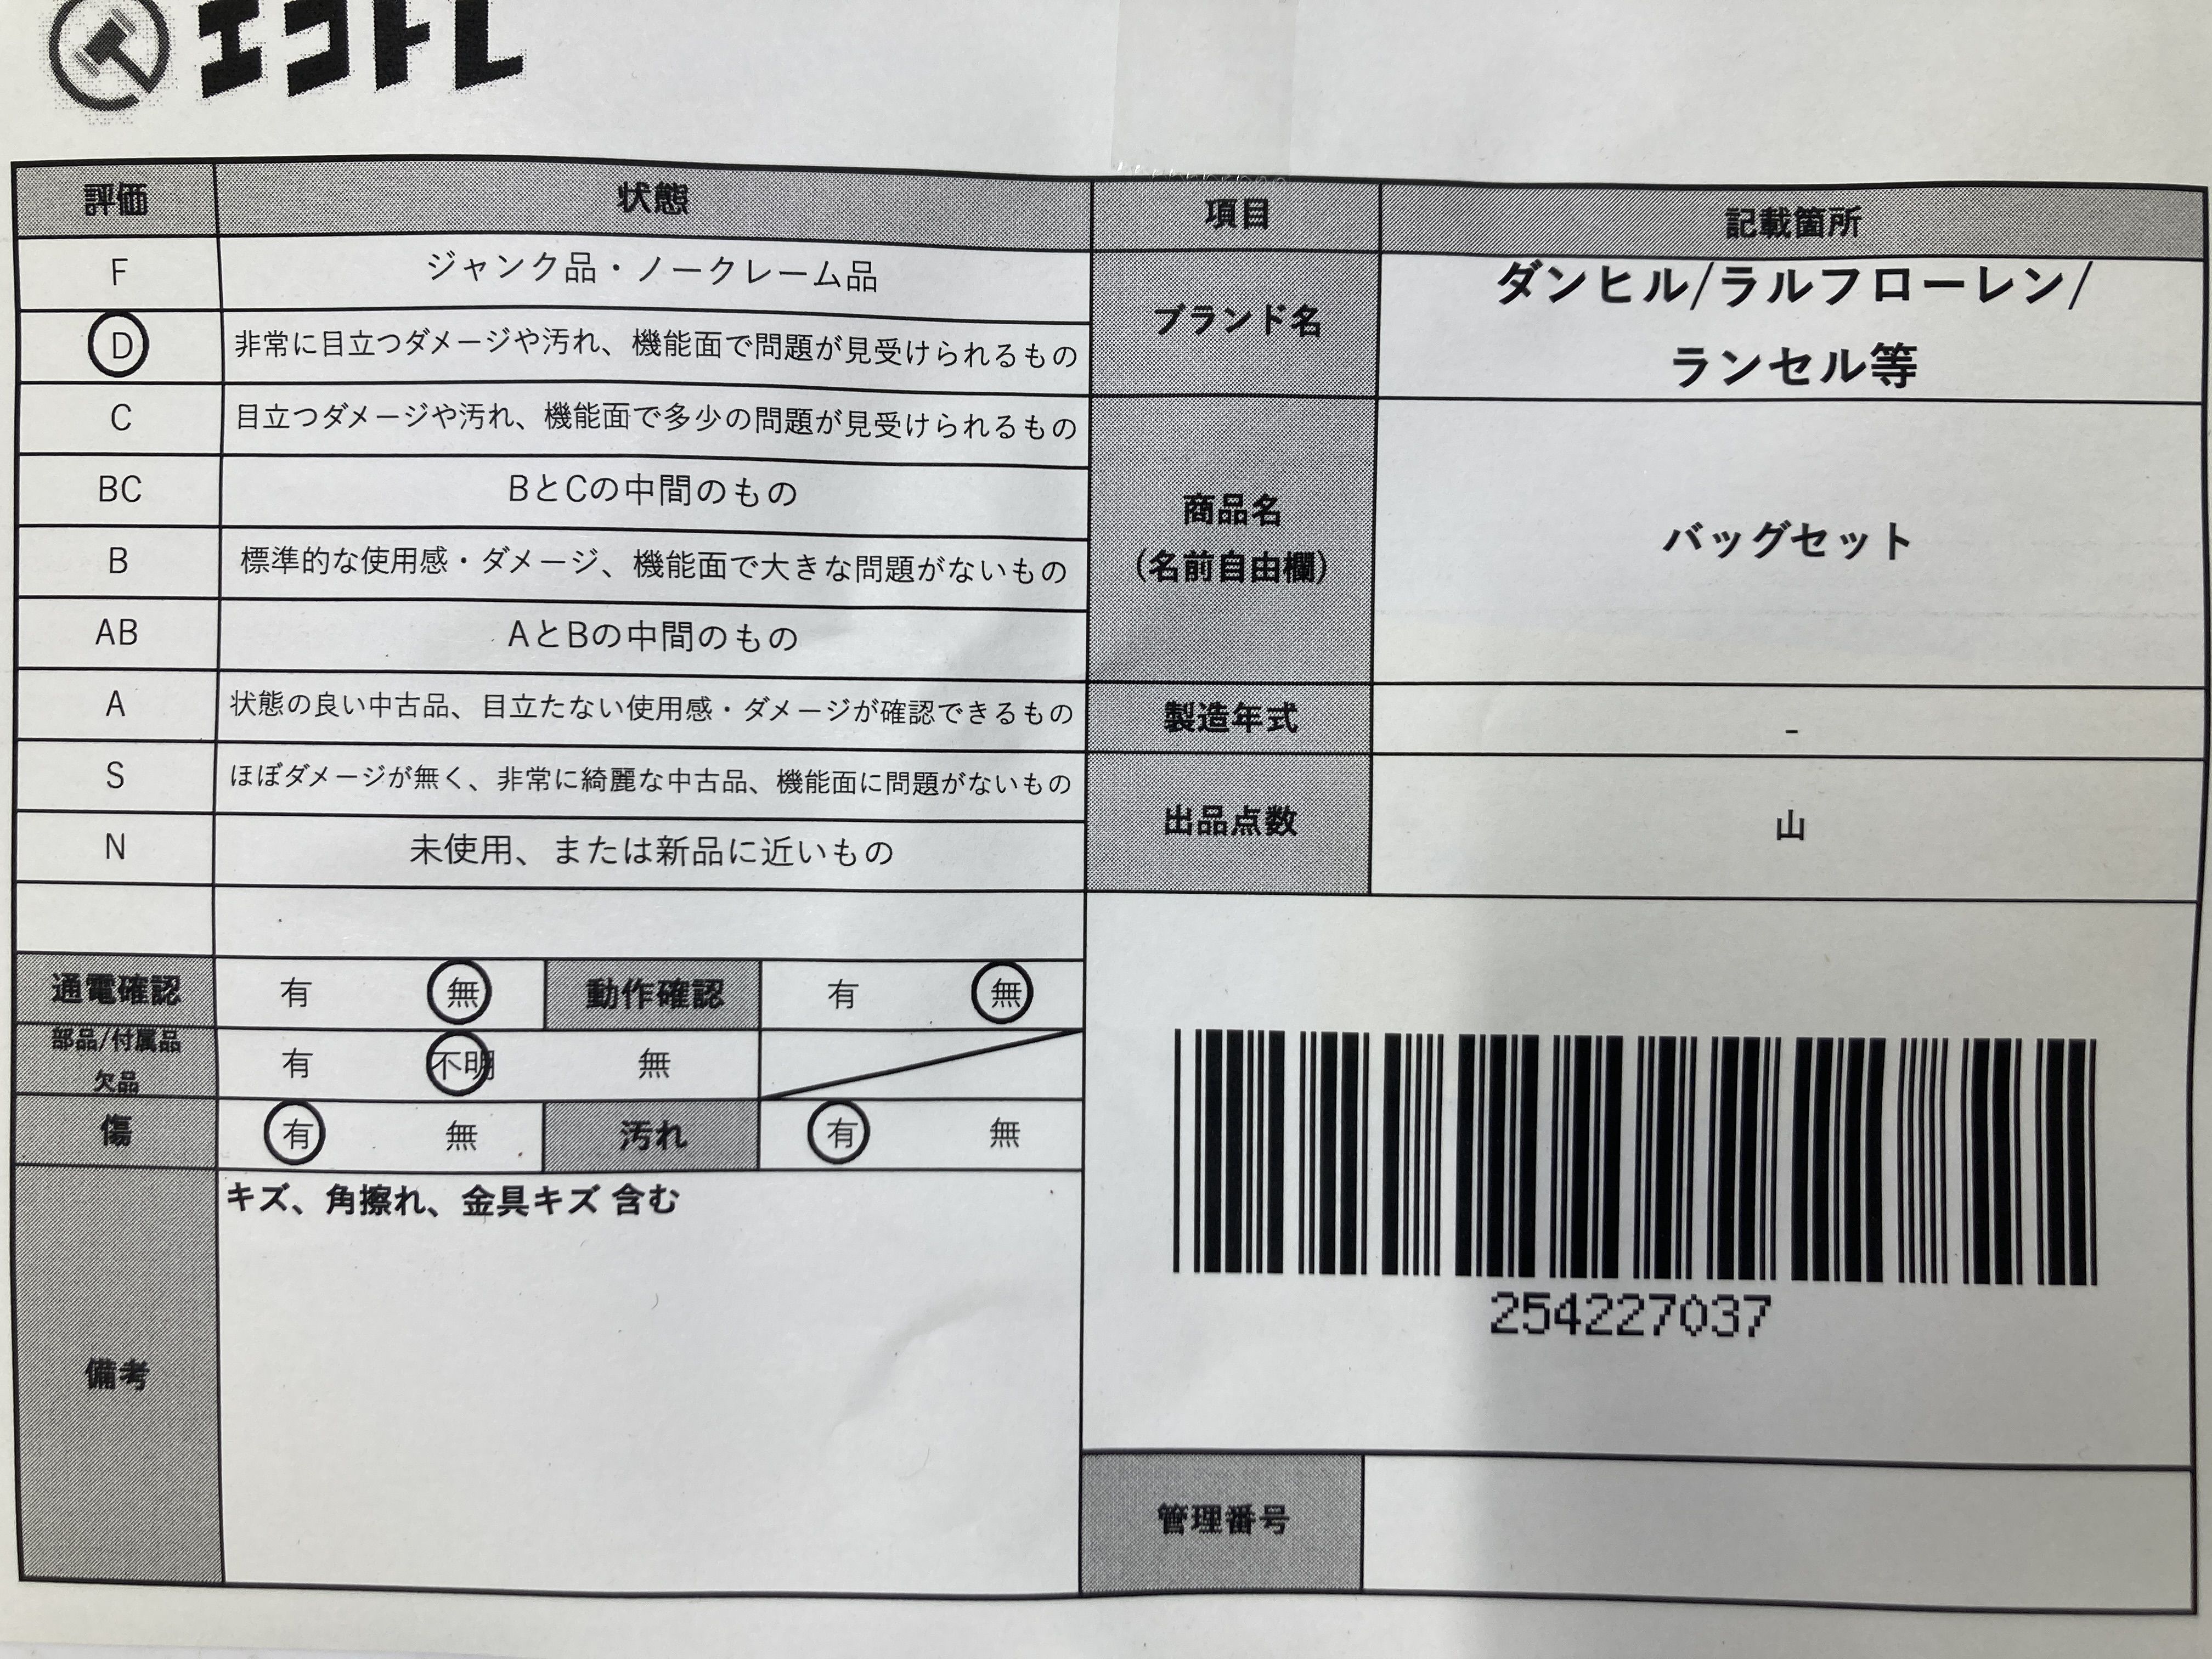 エコトレ
評価 状態
F ジャンク品・ノークレーム品
D 非常に目立つダメージや汚れ、機能面で問題が見受けられるもの
C 目立つダメージや汚れ、機能面で多少の問題が見受けられるもの
BC BとCの中間のもの
B 標準的な使用感・ダメージ、機能面で大きな問題がないもの
AB AとBの中間のもの
A 状態の良い中古品、目立たない使用感・ダメージが確認できるもの
S ほぼダメージが無く、非常に綺麗な中古品、機能面に問題がないもの
N 未使用、または新品に近いもの
通電確認 有 無 動作確認 有 無
部品/付属品
欠品 有 不明 無
傷 有 無 汚れ 有 無
備考 キズ、角擦れ、金具キズ 含む
項目 記載箇所
ブランド名 ダンヒル/ラルフローレン/
ランセル等
商品名
(名前自由欄) バッグセット
製造年式 -
出品点数 山
254227037
管理番号